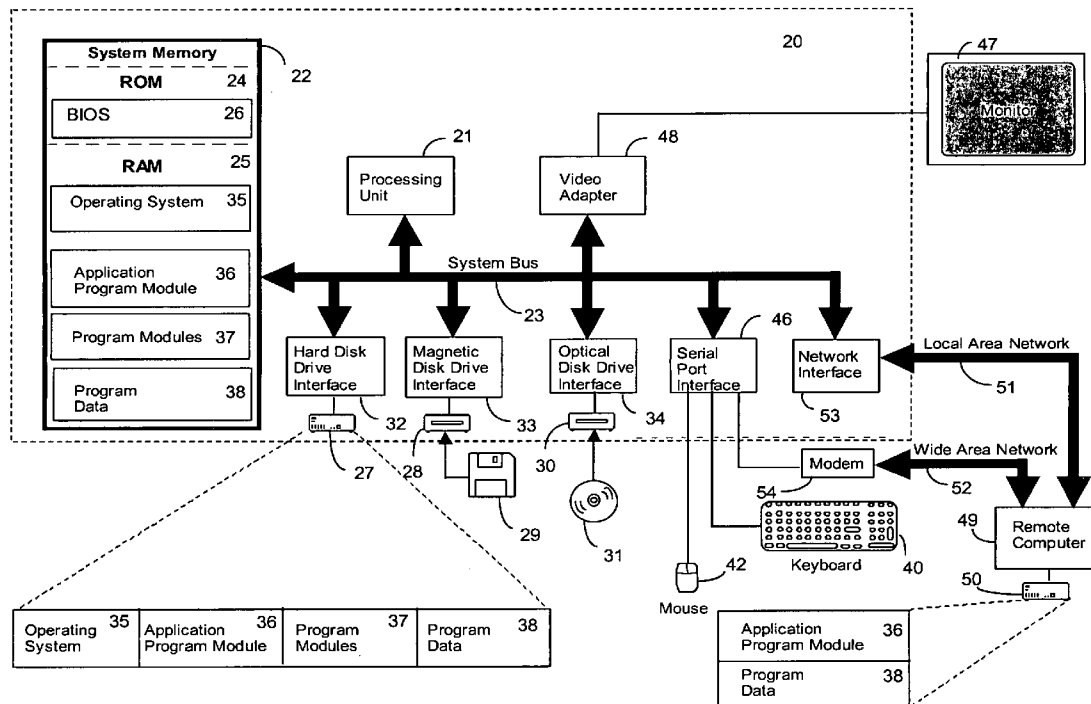 System Memory
22
ROM 24
BIOS 26
RAM 25
Operating System 35
Application
Program Module
36
Program Modules 37
Program
Data
38
20
47
Monitor
21
Processing
Unit
48
Video
Adapter
System Bus
23
Hard Disk
Drive
Interface
32
Magnetic
Disk Drive
Interface
33
Optical
Disk Drive
Interface
34
46
Serial
Port
Interface
Network
Interface
53
Local Area Network
51
27
28
29
30
31
Modem
54
Wide Area Network
52
42
Mouse
Keyboard
40
49
Remote
Computer
50
Operating
System
35
Application
Program Module
36
Program
Modules
37
Program
Data
38
Application
Program Module
36
Program
Data
38